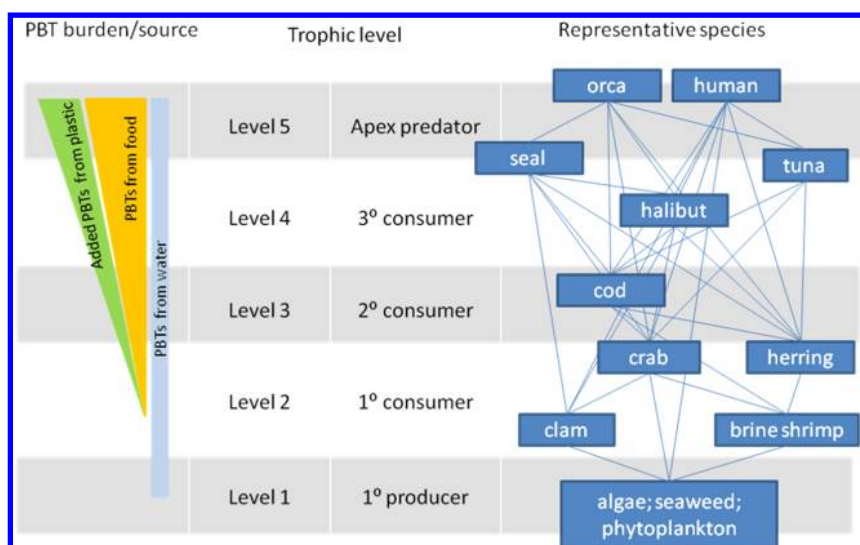 PBT burden/source
Trophic level
Representative species
orca
human
Added PBTs from plastic
PBTs from food
PBTs from water
Level 5
Apex predator
seal
tuna
Level 4
3º consumer
halibut
cod
Level 3
2º consumer
crab
herring
Level 2
1º consumer
clam
brine shrimp
Level 1
1º producer
algae; seaweed;
phytoplankton